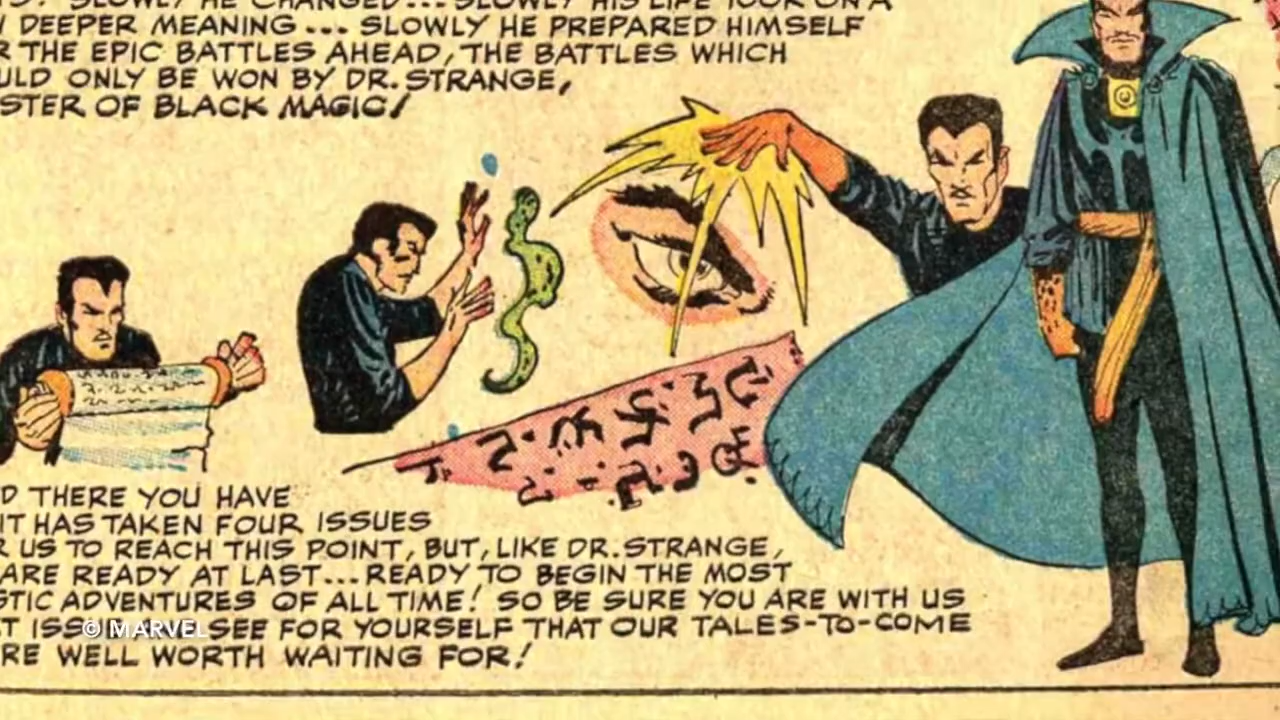 SLOWLY HE CHANGED... SLOWLY HIS LIFE TOOK ON A
DEEPER MEANING... SLOWLY HE PREPARED HIMSELF
R THE EPIC BATTLES AHEAD, THE BATTLES WHICH
ULD ONLY BE WON BY DR. STRANGE,
STER OF BLACK MAGIC!
D THERE YOU HAVE
IT HAS TAKEN FOUR ISSUES
R US TO REACH THIS POINT, BUT, LIKE DR. STRANGE,
ARE READY AT LAST... READY TO BEGIN THE MOST
STIC ADVENTURES OF ALL TIME! SO BE SURE YOU ARE WITH US
T ISS SEE FOR YOURSELF THAT OUR TALES-TO-COME
RE WELL WORTH WAITING FOR!
© MARVEL